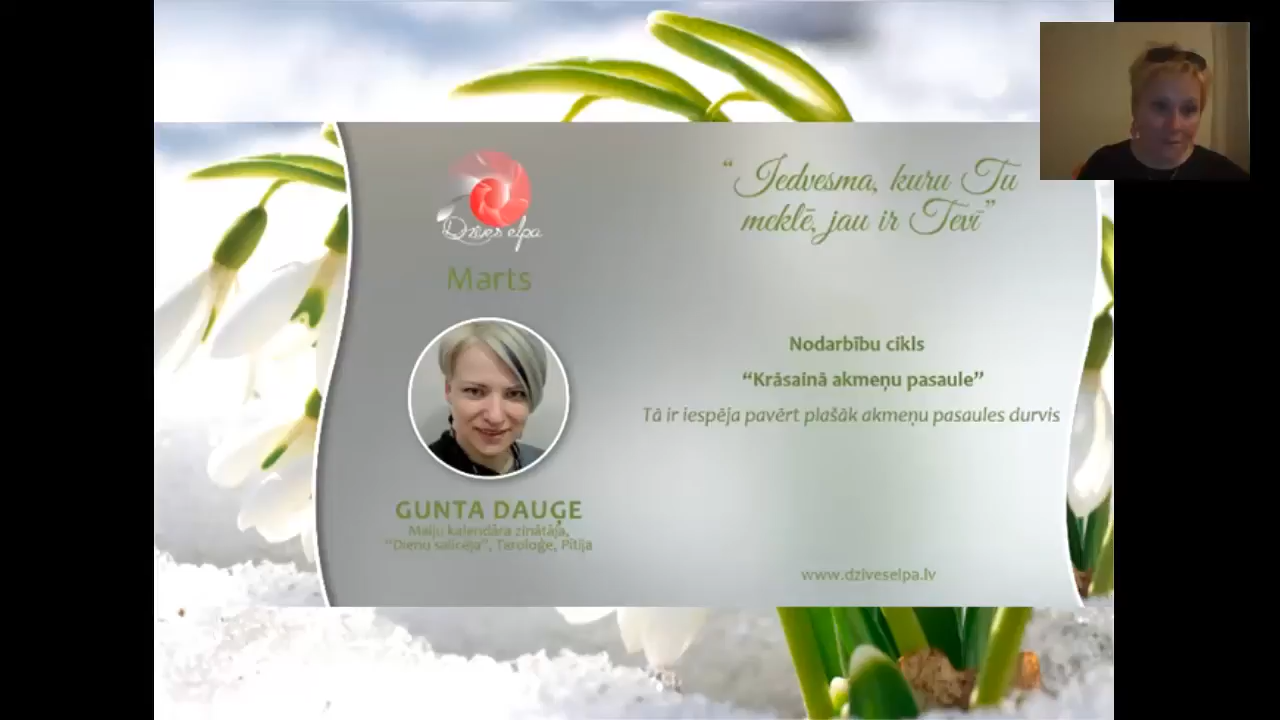 Dzīves elpa
Marts
GUNTA DAUĢE
Maiju kalendāra zinātāja,
"Dienu salicēja", Taroloģe, Pītija
“Iedvesma, kuru Tu
meklē, jau ir Tevī”
Nodarbību cikls
“Krāsainā akmeņu pasaule”
Tā ir iespēja pavērt plašāk akmeņu pasaules durvis
www.dziveselpa.lv